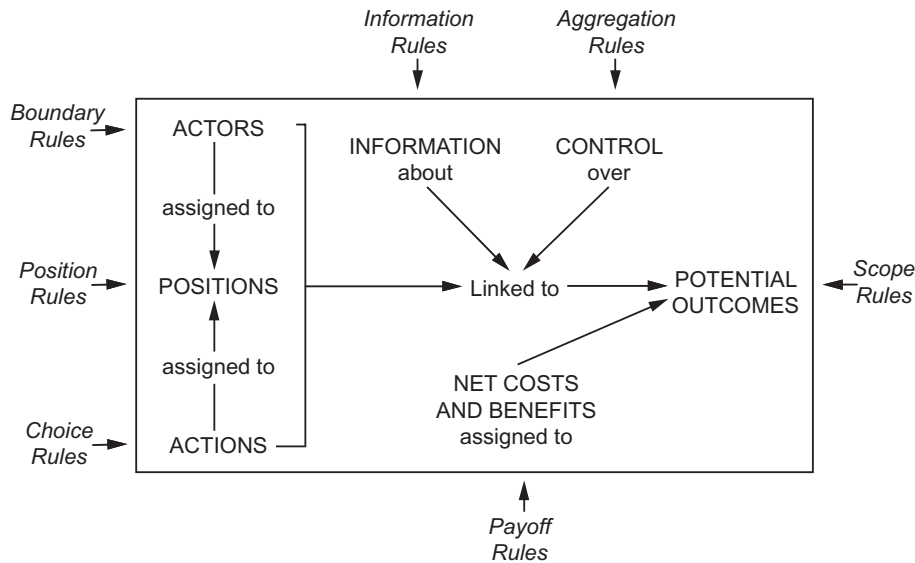 Information
Rules
Aggregation
Rules
Boundary
Rules
ACTORS
INFORMATION
about
CONTROL
over
assigned to
Position
Rules
POSITIONS
Linked to
POTENTIAL
OUTCOMES
Scope
Rules
assigned to
NET COSTS
AND BENEFITS
assigned to
Choice
Rules
ACTIONS
Payoff
Rules